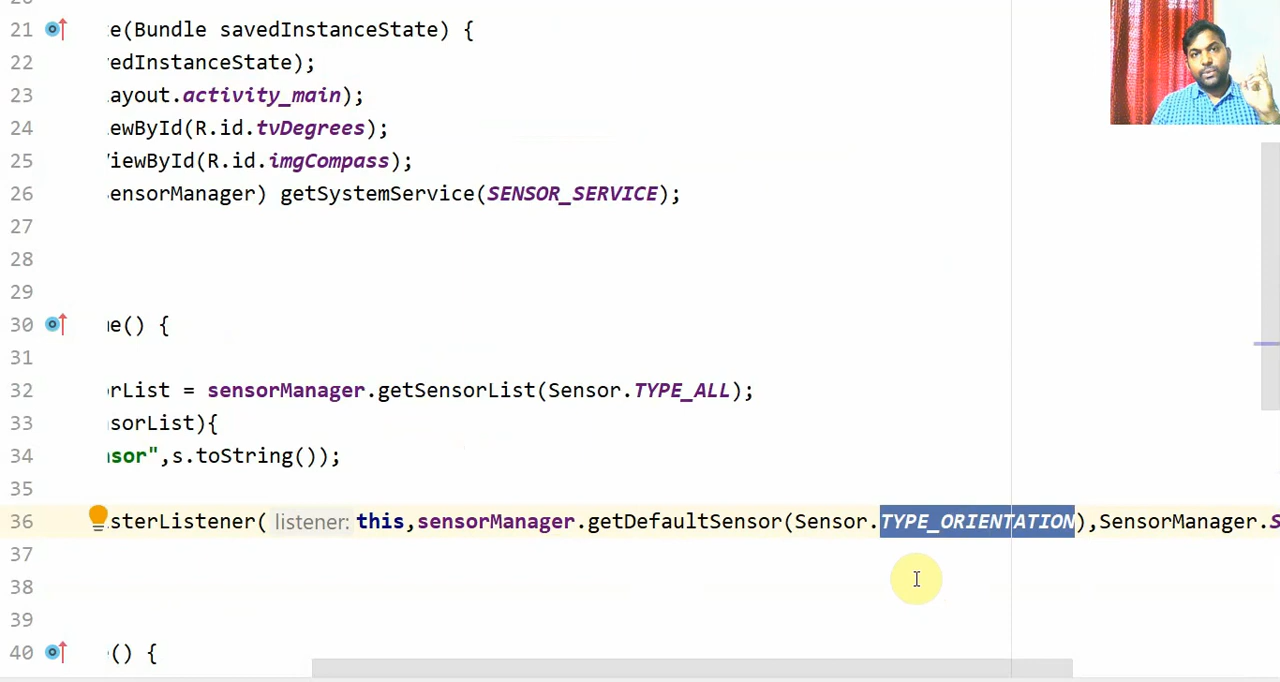 21 e(Bundle savedInstanceState) {
22 edInstanceState);
23 ayout.activity_main);
24 ewById(R.id.tvDegrees);
25 iewById(R.id.imgCompass);
26 ensorManager) getSystemService(SENSOR_SERVICE);
27
28
29
30 e() {
31
32 rList = sensorManager.getSensorList(Sensor.TYPE_ALL);
33 sorList){
34 sor",s.toString());
35
36 sterListener( listener: this,sensorManager.getDefaultSensor(Sensor.TYPE_ORIENTATION),SensorManager.S
37
38
39
40 () {